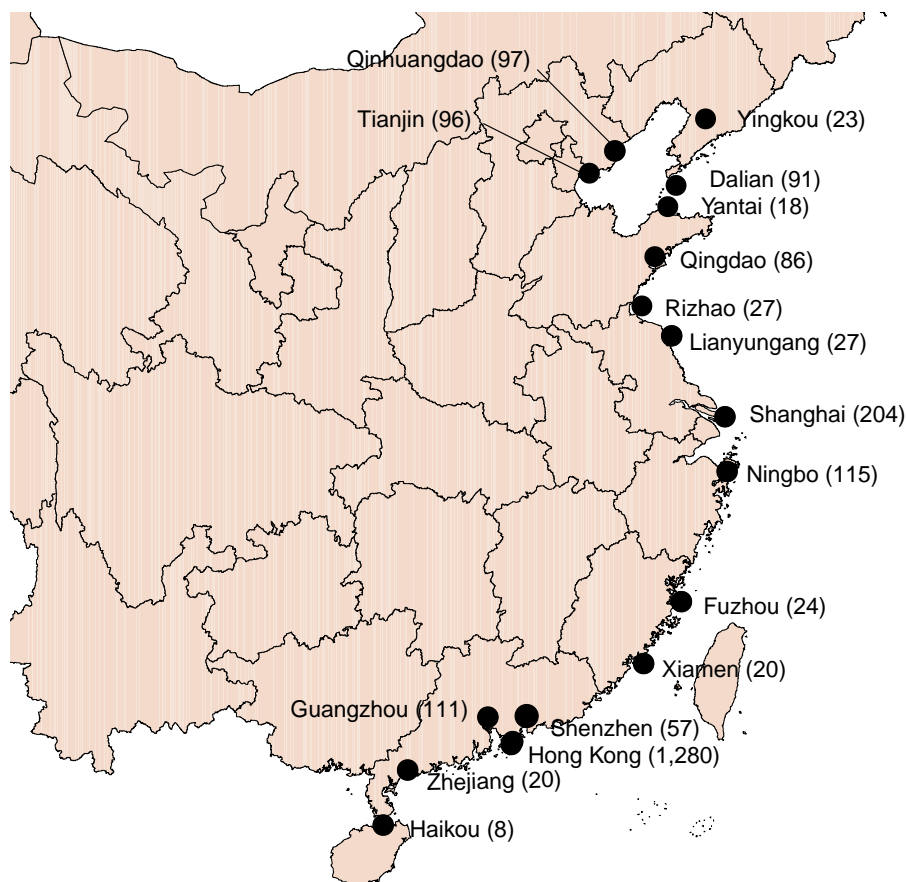 Qinhuangdao (97)
Tianjin (96)
Yingkou (23)
Dalian (91)
Yantai (18)
Qingdao (86)
Rizhao (27)
Lianyungang (27)
Shanghai (204)
Ningbo (115)
Fuzhou (24)
Xiamen (20)
Guangzhou (111)
Shenzhen (57)
Hong Kong (1,280)
Zhejiang (20)
Haikou (8)